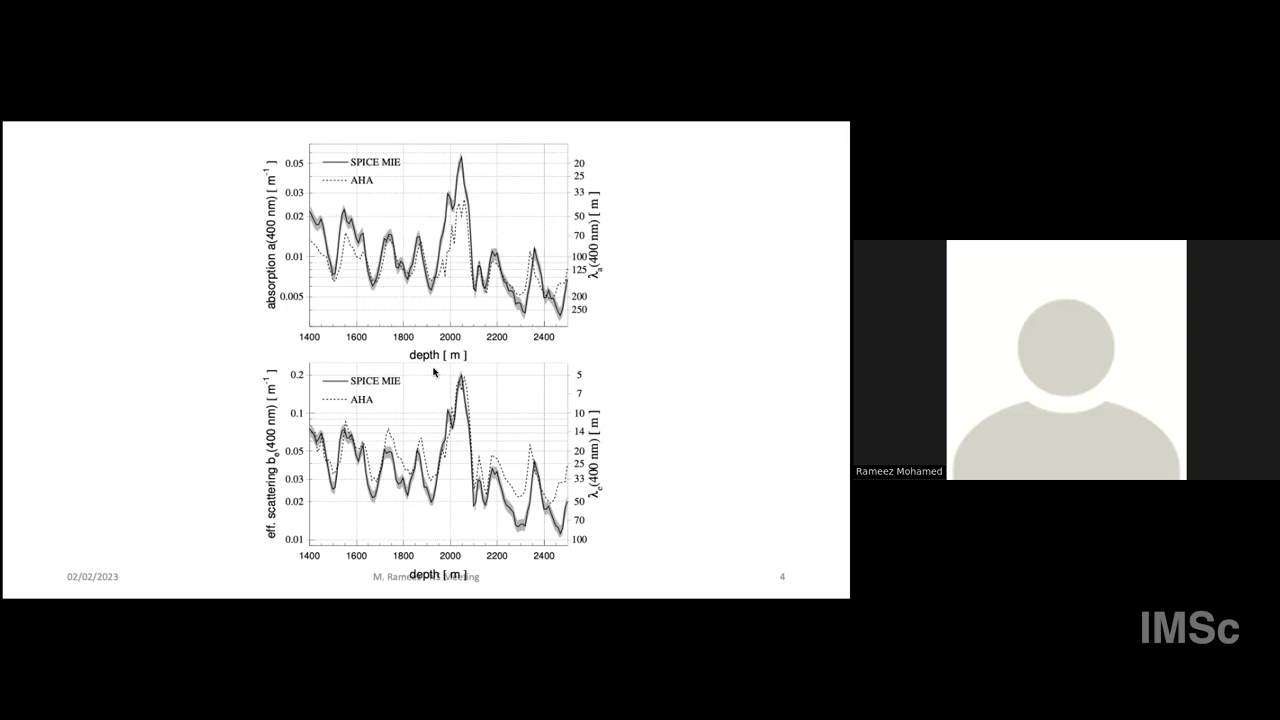 SPICE MIE
AHA
absorption a(400 nm) [ m-1 ]
0.05
0.03
0.02
0.01
0.005
20
25
33
50
70
100
125
200
250
λa(400 nm) [ m ]
1400 1600 1800 2000 2200 2400
depth [ m ]
SPICE MIE
AHA
eff. scattering be(400 nm) [ m-1 ]
0.2
0.1
0.05
0.03
0.02
0.01
5
7
10
14
20
25
33
50
70
100
λe(400 nm) [ m ]
1400 1600 1800 2000 2200 2400
depth [ m ]
02/02/2023
M. Rameez
4
Rameez Mohamed
IMSc